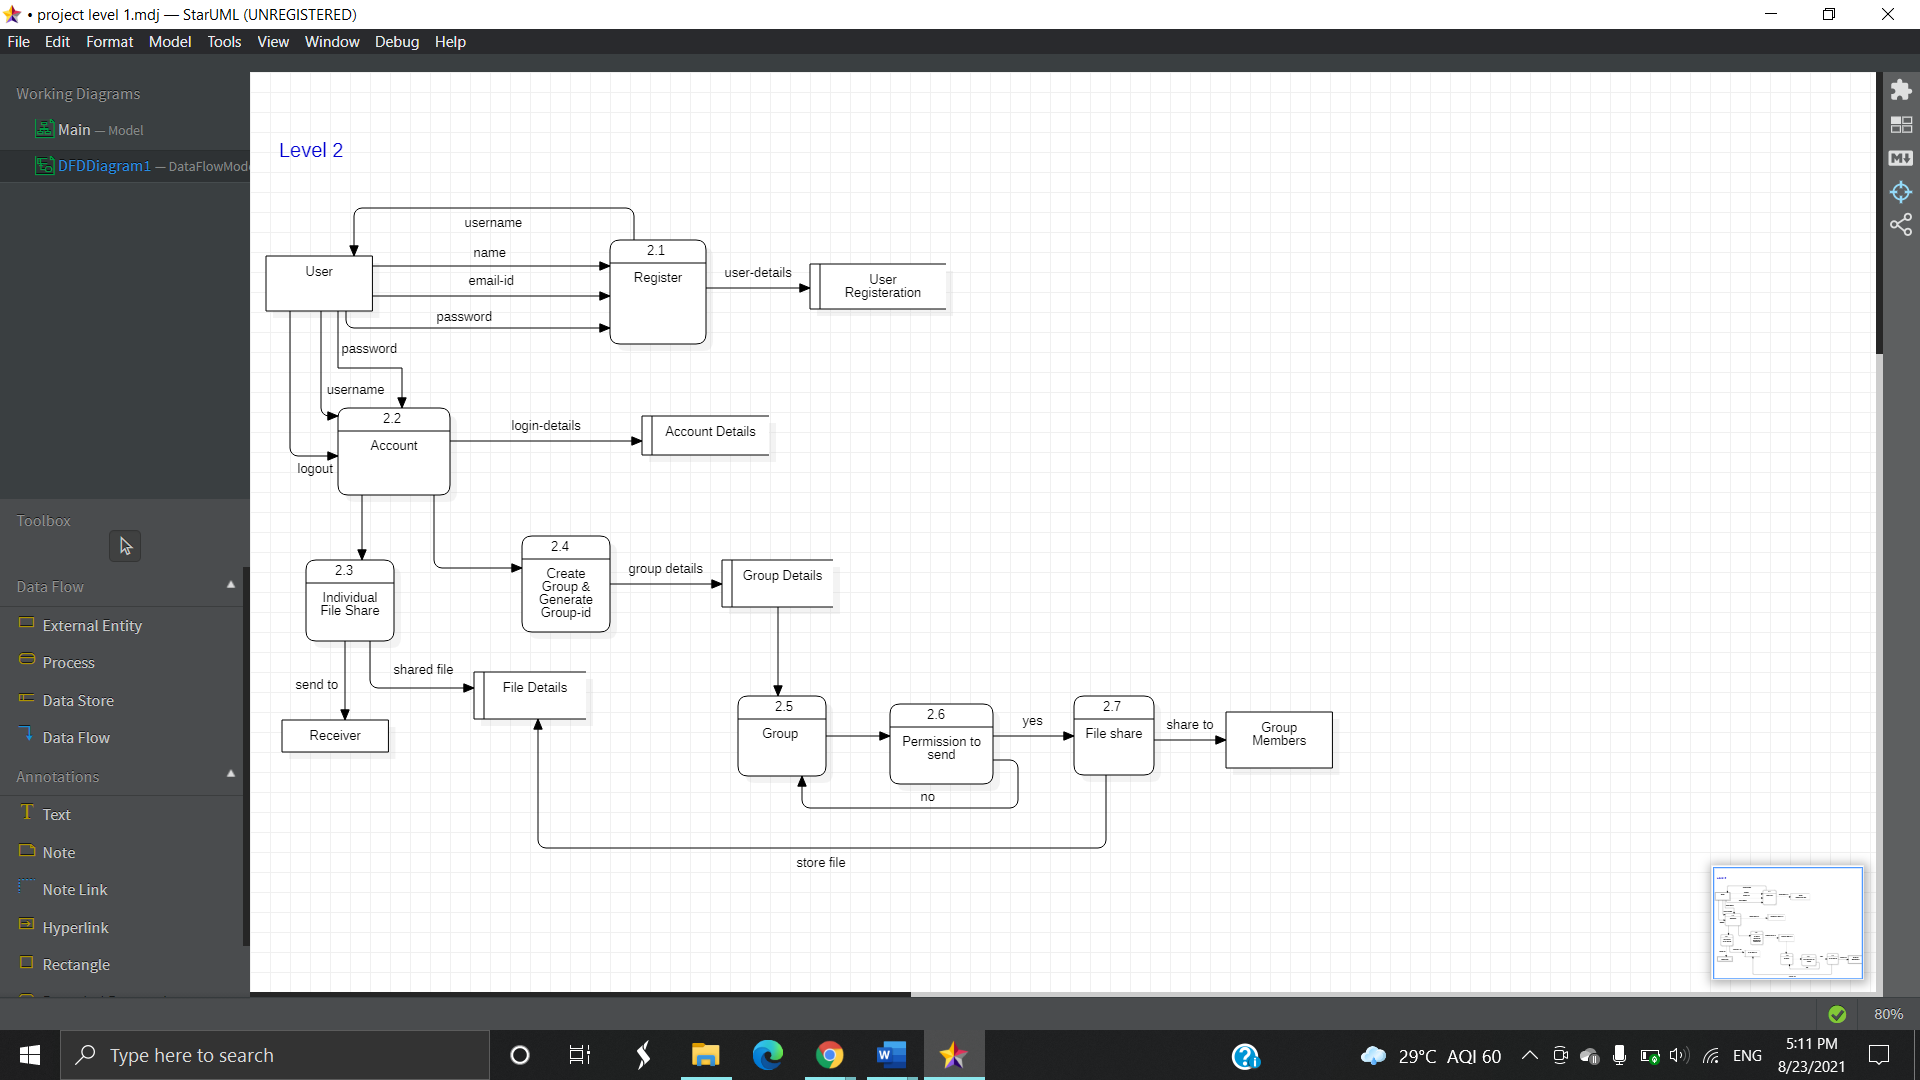 • project level 1.mdj — StarUML (UNREGISTERED)
File Edit Format Model Tools View Window Debug Help
Working Diagrams
Main — Model
DFDDiagram1 — DataFlowMod
Toolbox
Data Flow
External Entity
Process
Data Store
Data Flow
Annotations
Text
Note
Note Link
Hyperlink
Rectangle
Level 2
username
name
email-id
password
User
2.1
Register
user-details
User
Registeration
password
username
logout
2.2
Account
login-details
Account Details
2.3
Individual
File Share
2.4
Create
Group &
Generate
Group-id
group details
Group Details
send to
shared file
File Details
Receiver
2.5
Group
2.6
Permission to
send
yes
no
2.7
File share
share to
Group
Members
store file
M
80%
Type here to search
29°C AQI 60
ENG
5:11 PM
8/23/2021